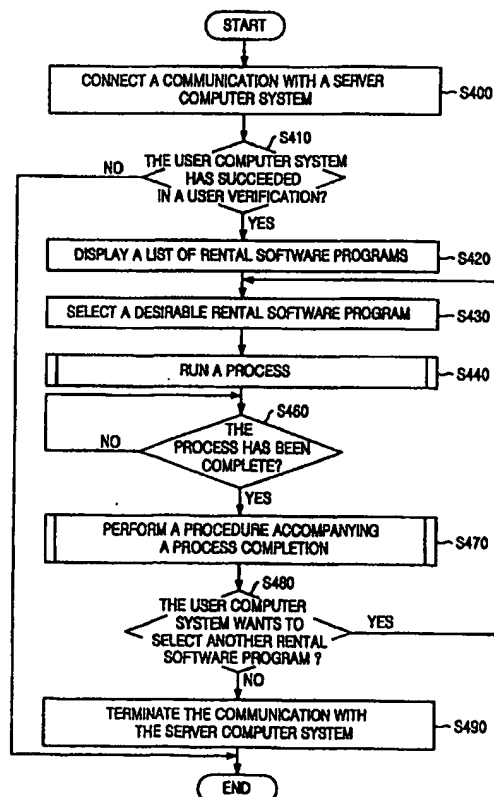 START
CONNECT A COMMUNICATION WITH A SERVER
COMPUTER SYSTEM
S400
S410
NO
THE USER COMPUTER SYSTEM
HAS SUCCEEDED
IN A USER VERIFICATION?
YES
DISPLAY A LIST OF RENTAL SOFTWARE PROGRAMS
S420
SELECT A DESIRABLE RENTAL SOFTWARE PROGRAM
S430
RUN A PROCESS
S440
S460
NO
THE
PROCESS HAS BEEN
COMPLETE?
YES
PERFORM A PROCEDURE ACCOMPANYING
A PROCESS COMPLETION
S470
S480
THE USER COMPUTER
SYSTEM WANTS TO
SELECT ANOTHER RENTAL
SOFTWARE PROGRAM ?
YES
NO
TERMINATE THE COMMUNICATION WITH
THE SERVER COMPUTER SYSTEM
S490
END